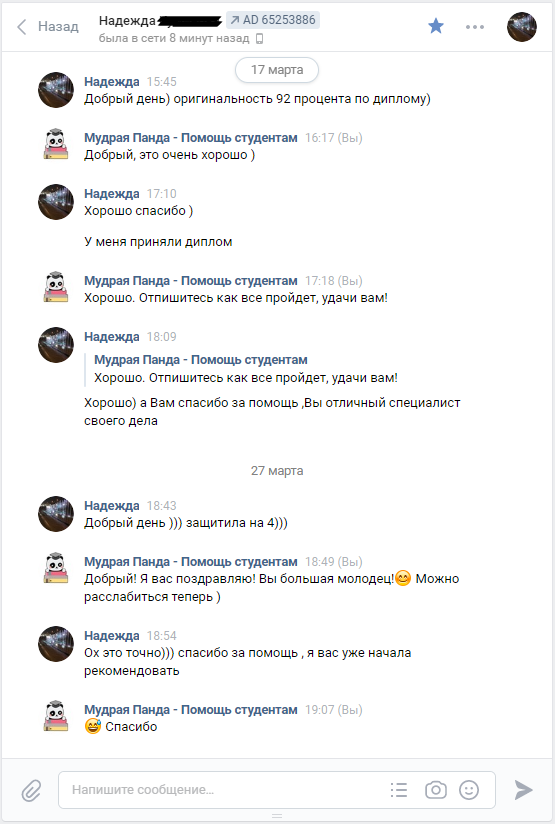 Назад
Надежда
AD 65253886
была в сети 8 минут назад
17 марта
Надежда 15:45
Добрый день) оригинальность 92 процента по диплому)
Мудрая Панда - Помощь студентам 16:17 (Вы)
Добрый, это очень хорошо )
Надежда 17:10
Хорошо спасибо )
У меня приняли диплом
Мудрая Панда - Помощь студентам 17:18 (Вы)
Хорошо. Отпишитесь как все пройдет, удачи вам!
Надежда 18:09
Мудрая Панда - Помощь студентам
Хорошо. Отпишитесь как все пройдет, удачи вам!
Хорошо) а Вам спасибо за помощь ,Вы отличный специалист
своего дела
27 марта
Надежда 18:43
Добрый день ))) защитила на 4)))
Мудрая Панда - Помощь студентам 18:49 (Вы)
Добрый! Я вас поздравляю! Вы большая молодец!😊 Можно
расслабиться теперь )
Надежда 18:54
Ох это точно))) спасибо за помощь , я вас уже начала
рекомендовать
Мудрая Панда - Помощь студентам 19:07 (Вы)
😅 Спасибо
Напишите сообщение...